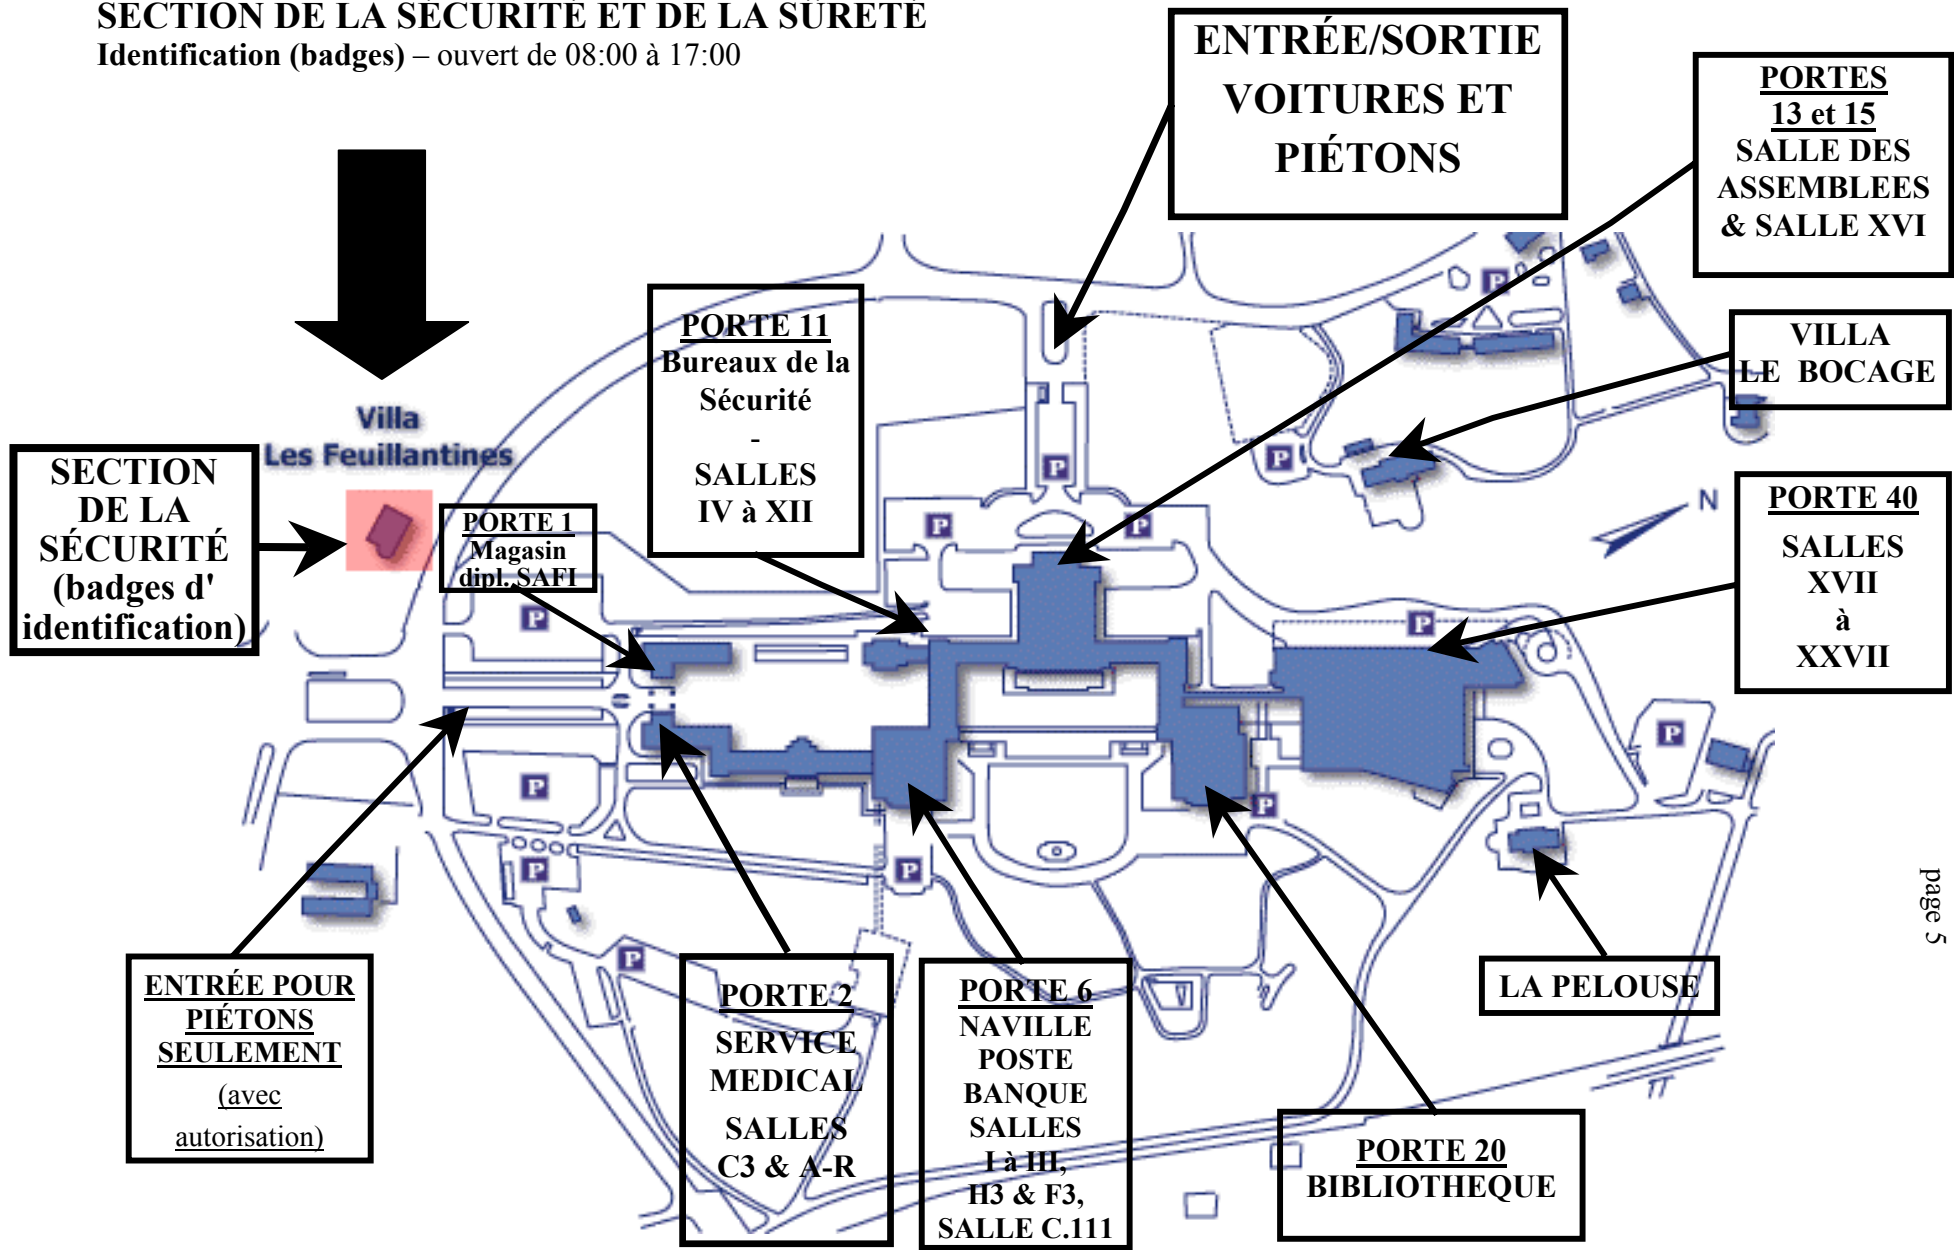 SECTION DE LA SÉCURITÉ ET DE LA SÛRETÉ
Identification (badges) – ouvert de 08:00 à 17:00
ENTRÉE/SORTIE
VOITURES ET
PIÉTONS
PORTES
13 et 15
SALLE DES
ASSEMBLEES
& SALLE XVI
PORTE 11
Bureaux de la
Sécurité
-
SALLES
IV à XII
VILLA
LE BOCAGE
Villa
Les Feuillantines
SECTION
DE LA
SÉCURITÉ
(badges d'
identification)
PORTE 1
Magasin
dipl. SAFI
N
PORTE 40
SALLES
XVII
à
XXVII
P
P
P
P
P
P
P
P
P
P
P
P
P
P
page 5
ENTRÉE POUR
PIÉTONS
SEULEMENT
(avec
autorisation)
PORTE 2
SERVICE
MEDICAL
SALLES
C3 & A-R
PORTE 6
NAVILLE
POSTE
BANQUE
SALLES
I à III,
H3 & F3,
SALLE C.111
PORTE 20
BIBLIOTHEQUE
LA PELOUSE